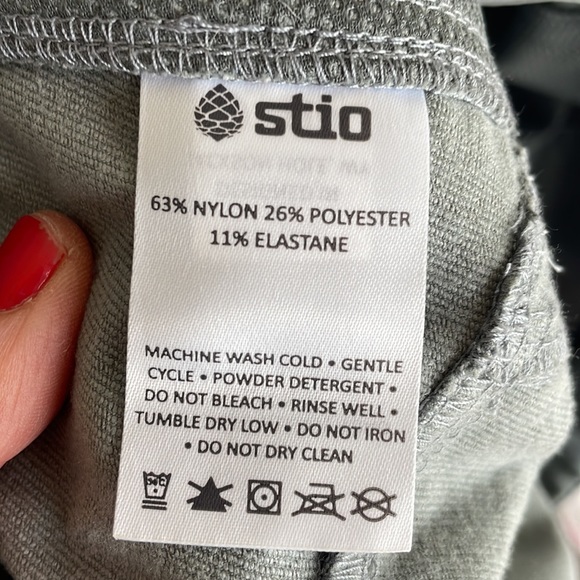 stio
63% NYLON 26% POLYESTER
11% ELASTANE
MACHINE WASH COLD • GENTLE
CYCLE • POWDER DETERGENT •
DO NOT BLEACH • RINSE WELL •
TUMBLE DRY LOW • DO NOT IRON
• DO NOT DRY CLEAN